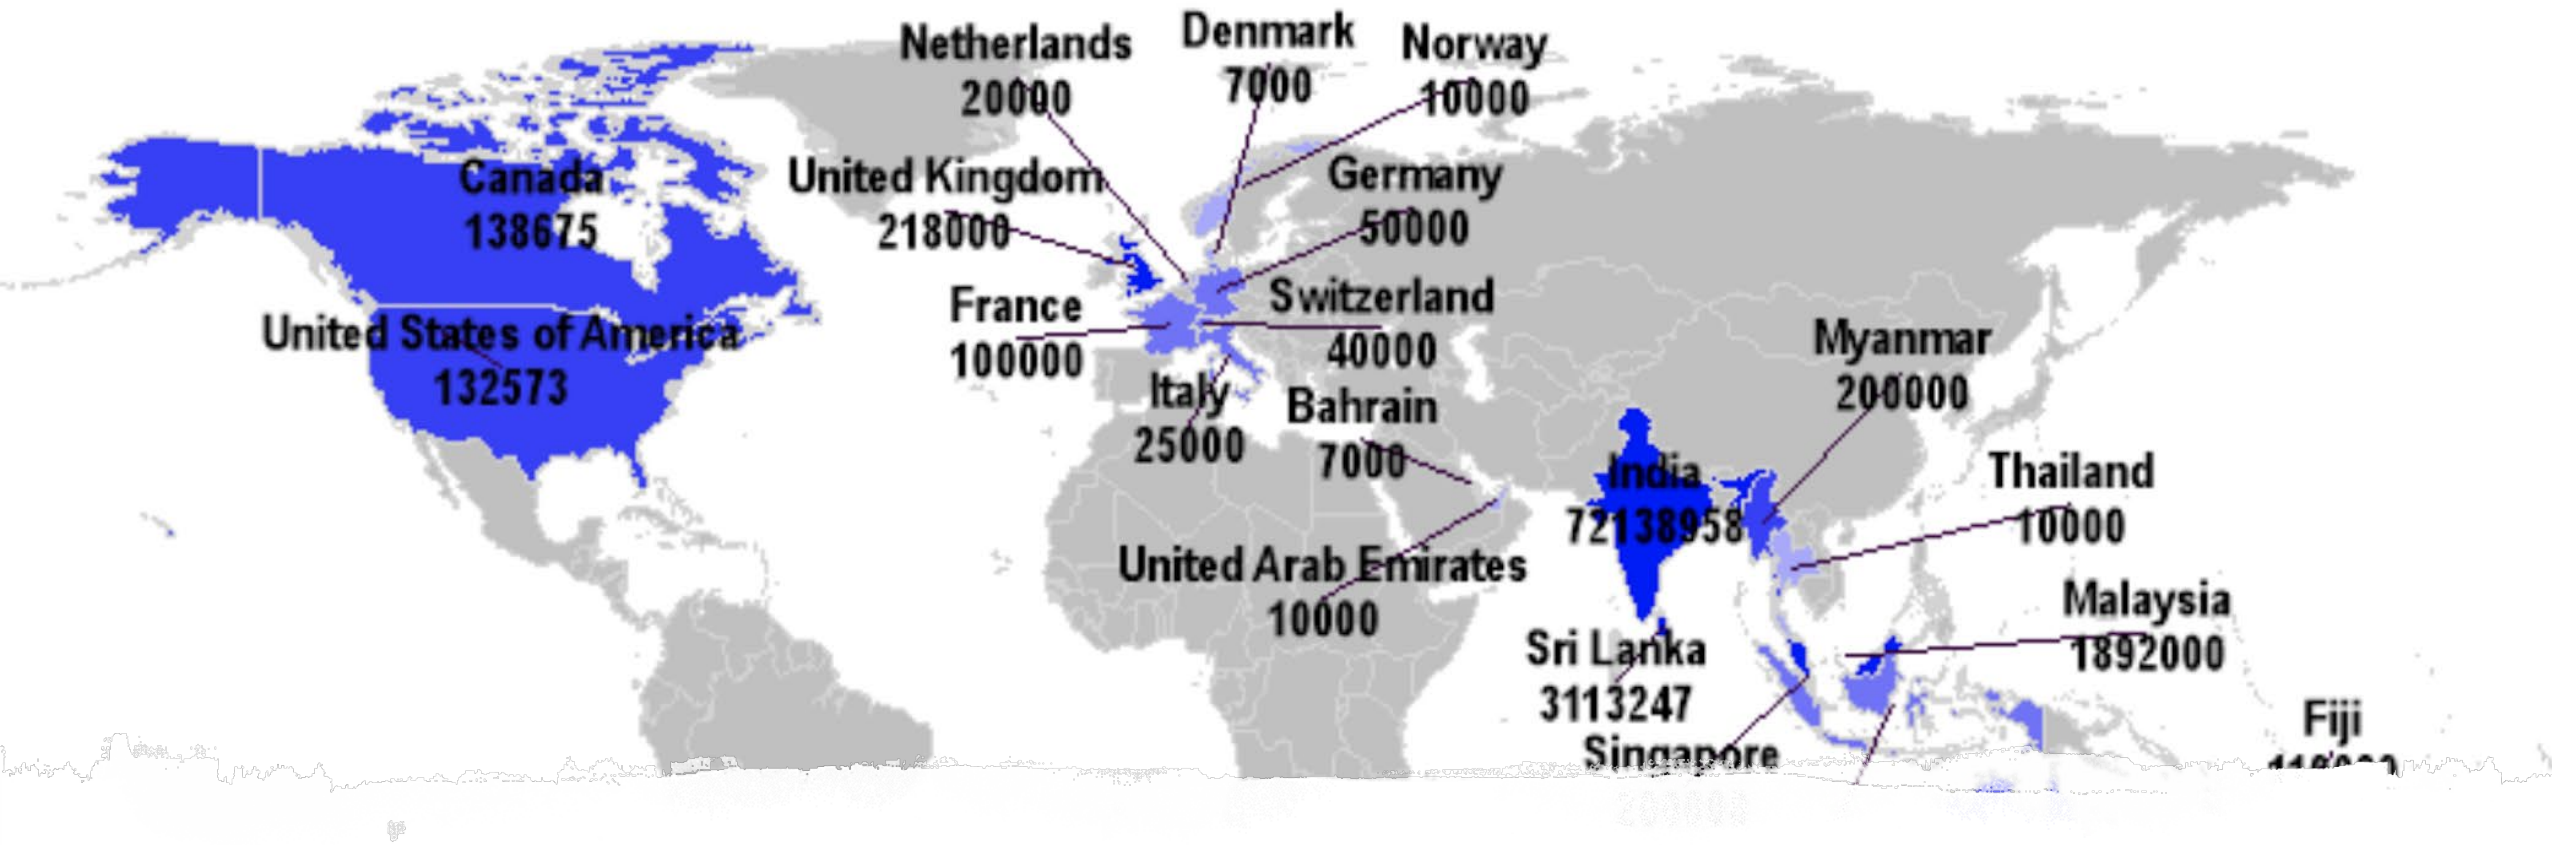 Netherlands
20000
Denmark
7000
Norway
10000
Canada
138675
United Kingdom
218000
Germany
50000
United States of America
132573
France
100000
Switzerland
40000
Italy
25000
Bahrain
7000
Myanmar
200000
India
72138958
Thailand
10000
United Arab Emirates
10000
Malaysia
1892000
Sri Lanka
3113247
Singapore
Fiji